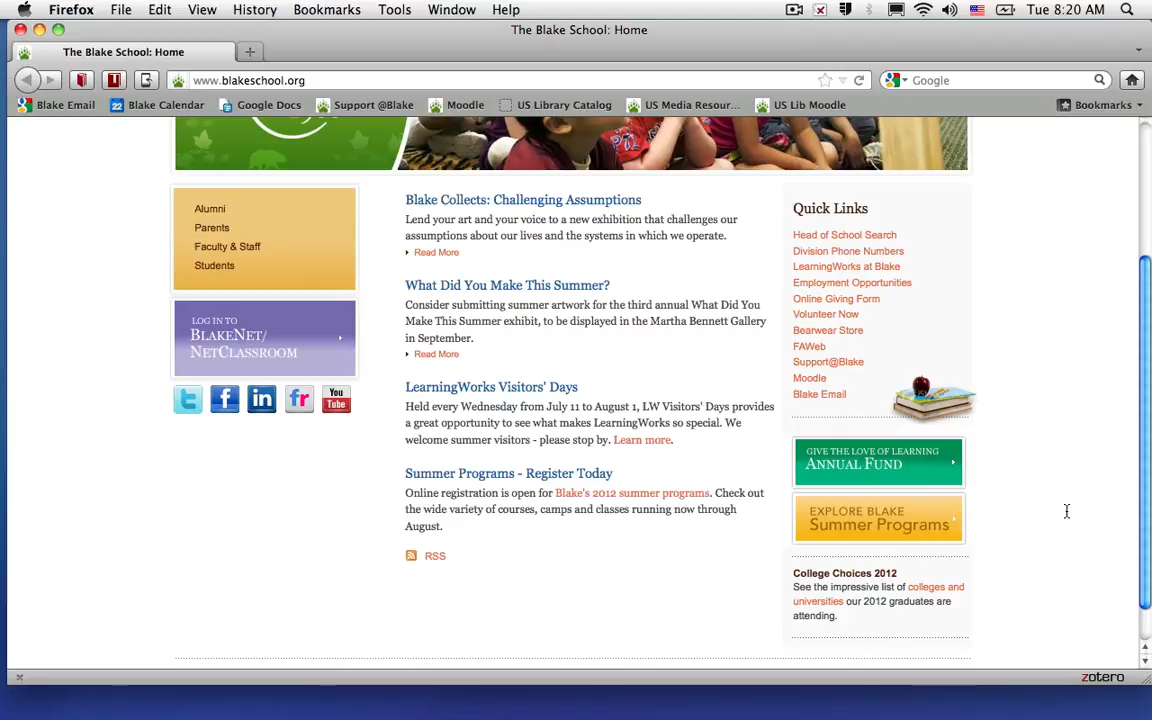 Firefox File Edit View History Bookmarks Tools Window Help Tue 8:20 AM
The Blake School: Home
The Blake School: Home
www.blakeschool.org Google
Blake Email 22 Blake Calendar Google Docs Support @Blake Moodle US Library Catalog US Media Resour... US Lib Moodle Bookmarks
Alumni
Parents
Faculty & Staff
Students
LOG IN TO
BLAKENET/
NETCLASSROOM
You
Tube
Blake Collects: Challenging Assumptions
Lend your art and your voice to a new exhibition that challenges our
assumptions about our lives and the systems in which we operate.
Read More
What Did You Make This Summer?
Consider submitting summer artwork for the third annual What Did You
Make This Summer exhibit, to be displayed in the Martha Bennett Gallery
in September.
Read More
LearningWorks Visitors' Days
Held every Wednesday from July 11 to August 1, LW Visitors' Days provides
a great opportunity to see what makes LearningWorks so special. We
welcome summer visitors - please stop by. Learn more.
Summer Programs - Register Today
Online registration is open for Blake's 2012 summer programs. Check out
the wide variety of courses, camps and classes running now through
August.
RSS
Quick Links
Head of School Search
Division Phone Numbers
LearningWorks at Blake
Employment Opportunities
Online Giving Form
Volunteer Now
Bearwear Store
FAWeb
Support@Blake
Moodle
Blake Email
GIVE THE LOVE OF LEARNING
ANNUAL FUND
EXPLORE BLAKE
Summer Programs
College Choices 2012
See the impressive list of colleges and
universities our 2012 graduates are
attending.
zotero